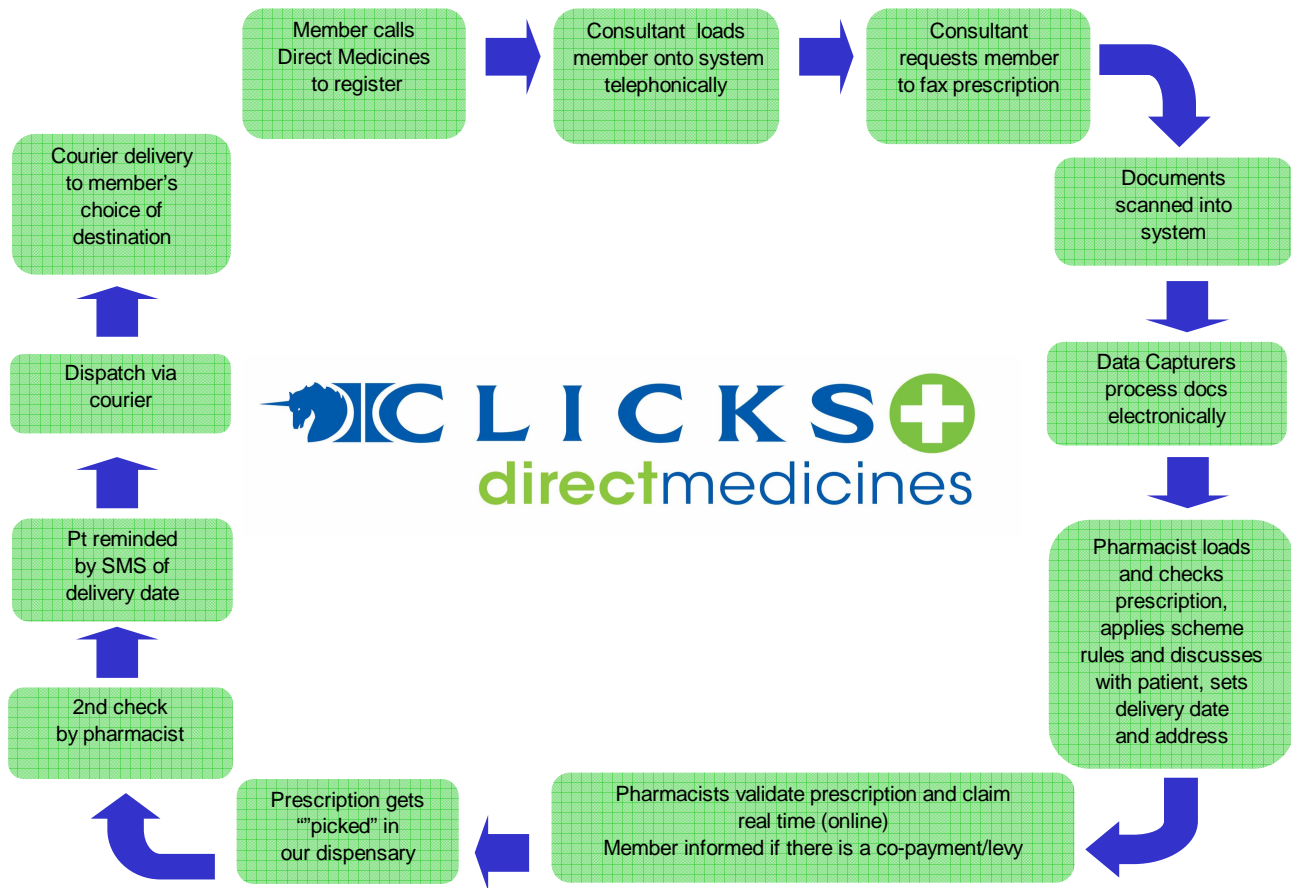 Member calls
Direct Medicines
to register
Consultant loads
member onto system
telephonically
Consultant
requests member
to fax prescription
Documents
scanned into
system
Data Capturers
process docs
electronically
Pharmacist loads
and checks
prescription,
applies scheme
rules and discusses
with patient, sets
delivery date
and address
Pharmacists validate prescription and claim
real time (online)
Member informed if there is a co-payment/levy
Prescription gets
“”picked” in
our dispensary
2nd check
by pharmacist
Pt reminded
by SMS of
delivery date
Dispatch via
courier
Courier delivery
to member’s
choice of
destination
CLICKS
directmedicines